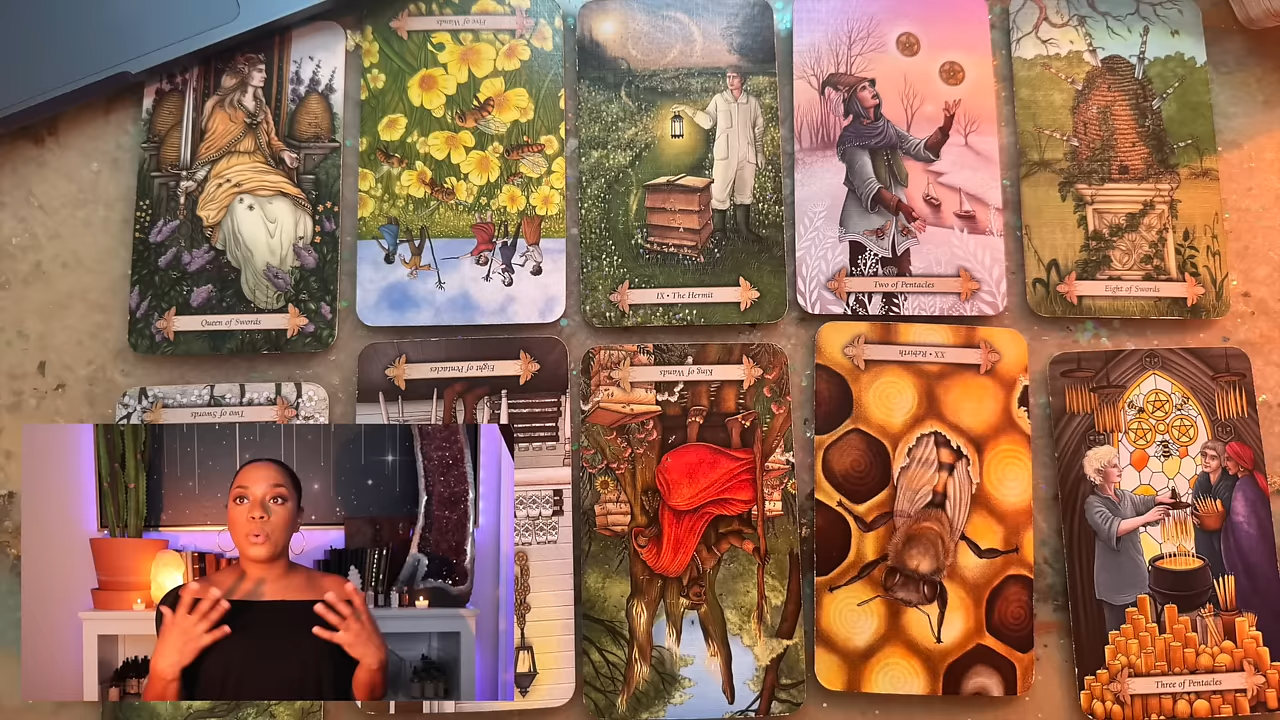 Five of Wands
Queen of Swords
IX • The Hermit
Two of Pentacles
Eight of Swords
Two of Swords
Eight of Pentacles
King of Wands
XX • Rebirth
Three of Pentacles